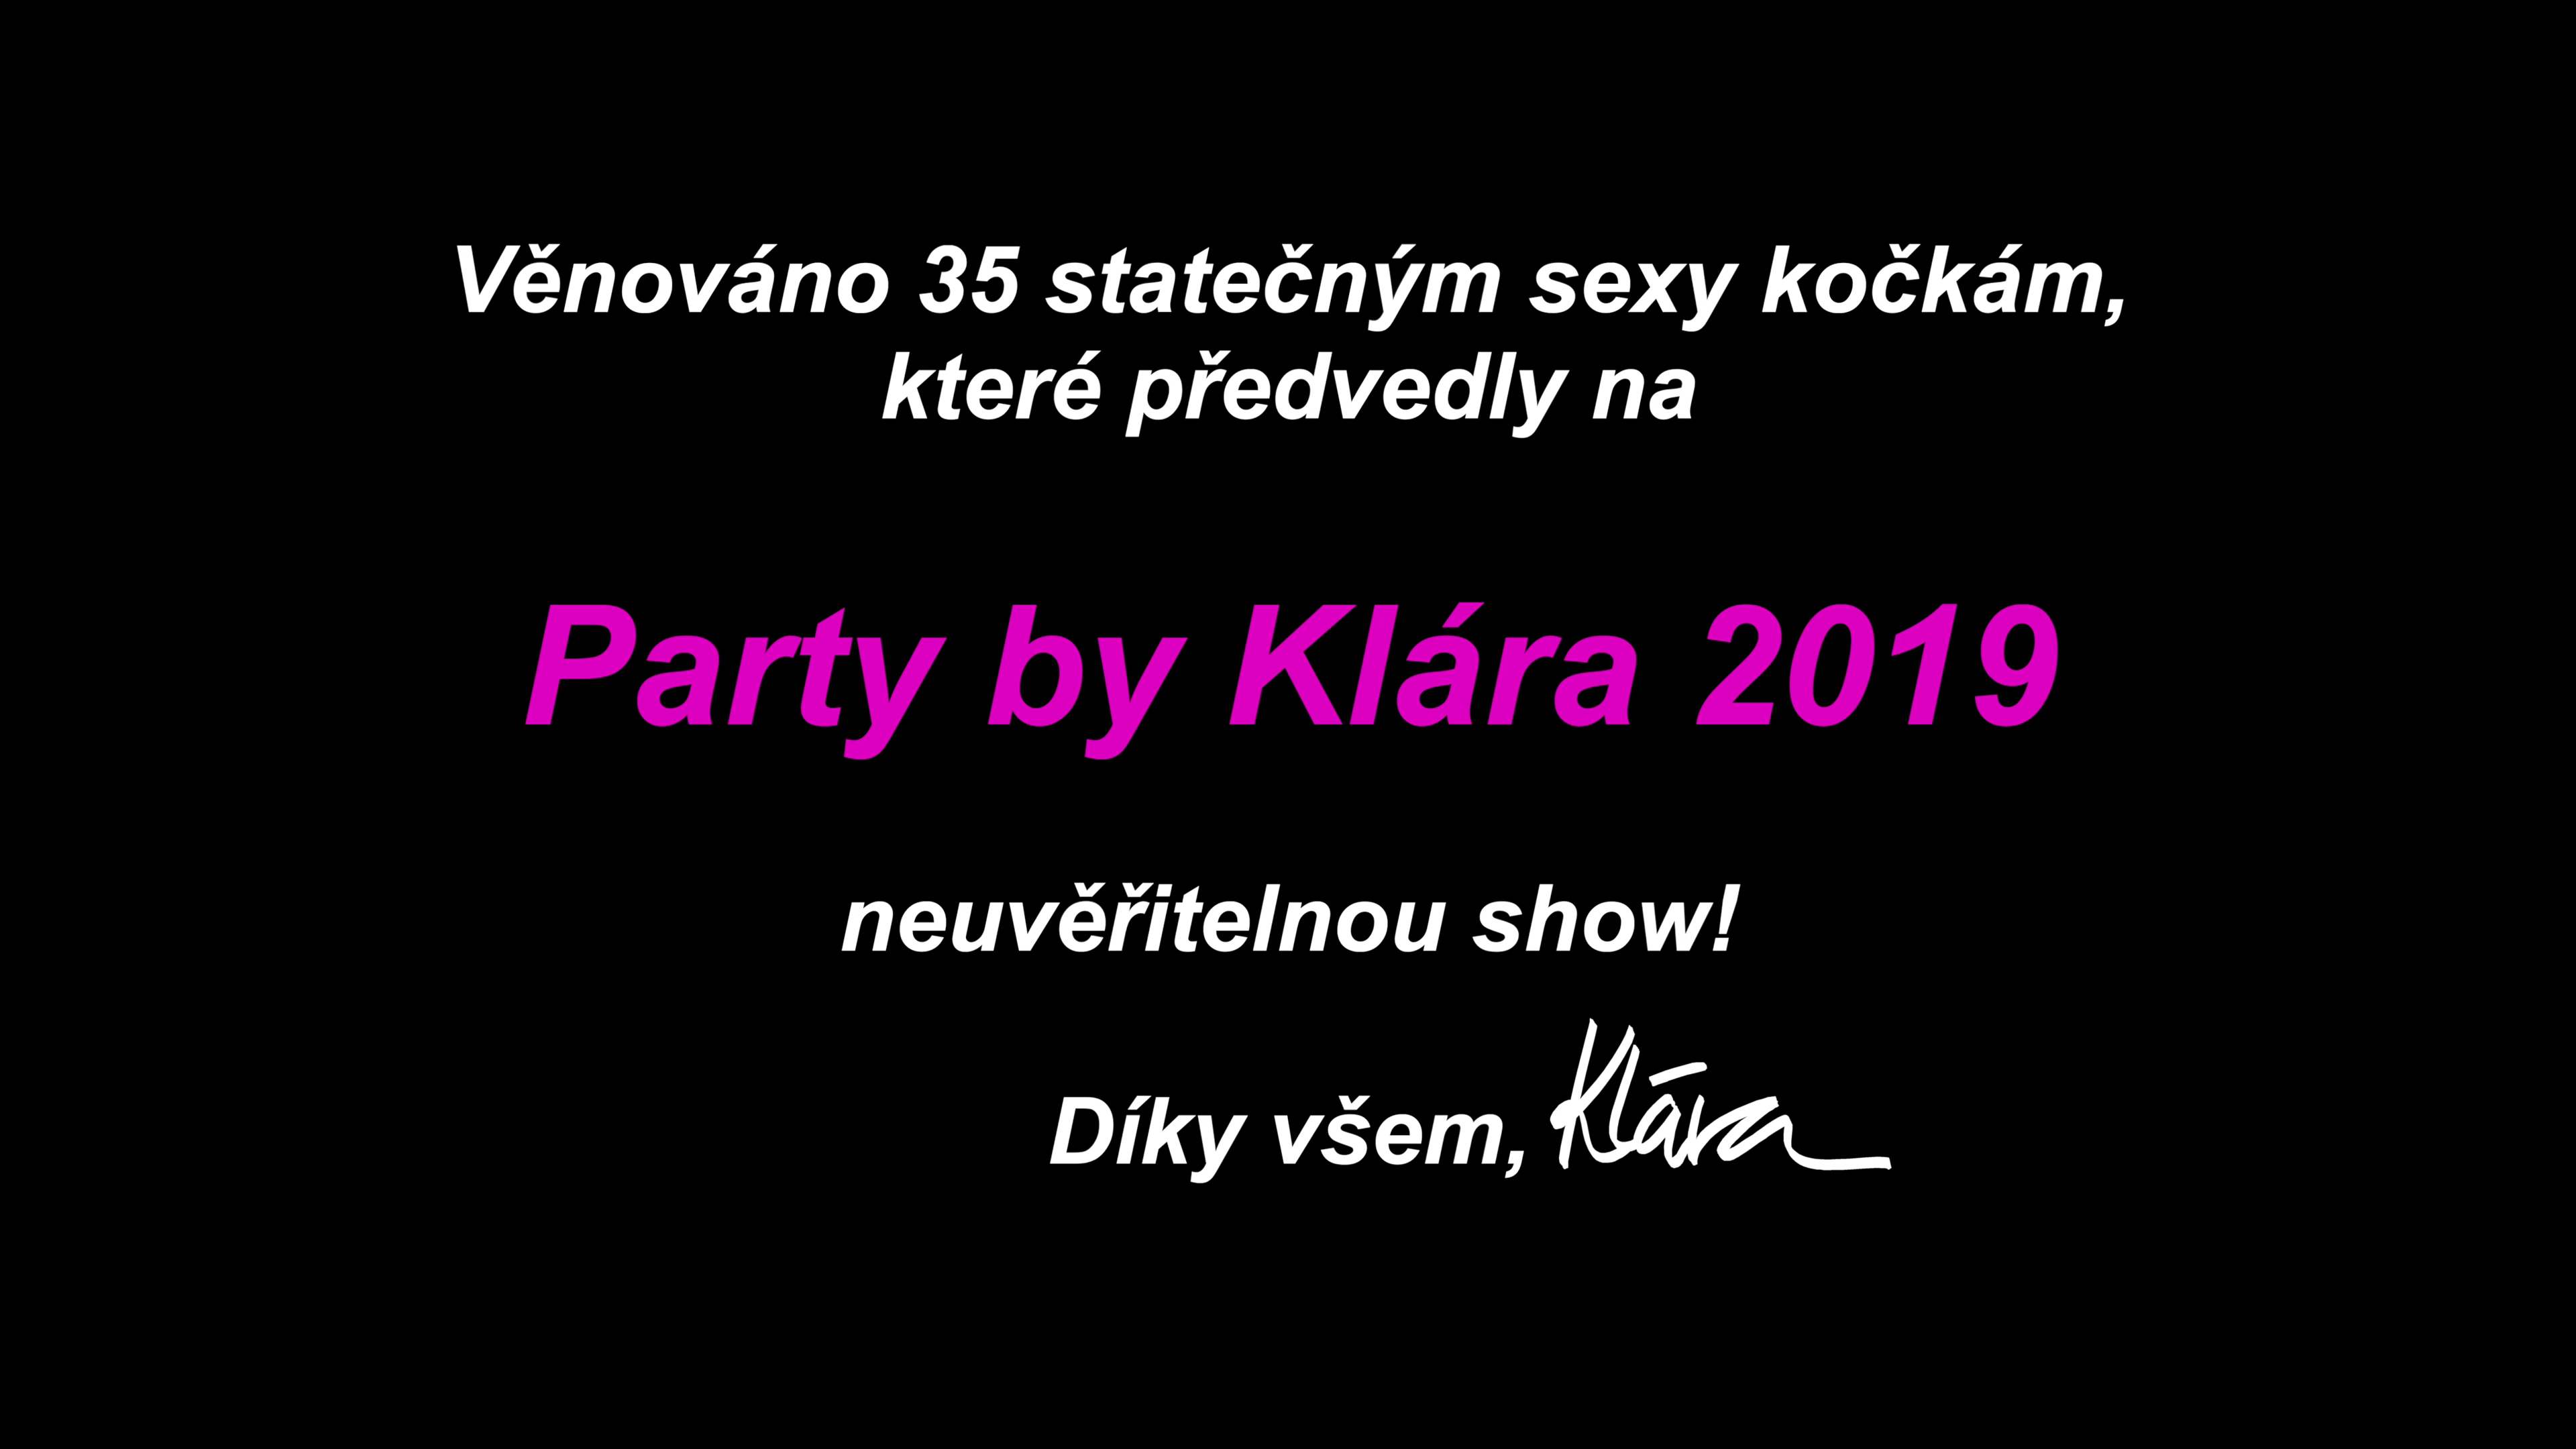 Věnováno 35 statečným sexy kočkám,
které předvedly na
Party by Klára 2019
neuvěřitelnou show!
Díky všem, Klára